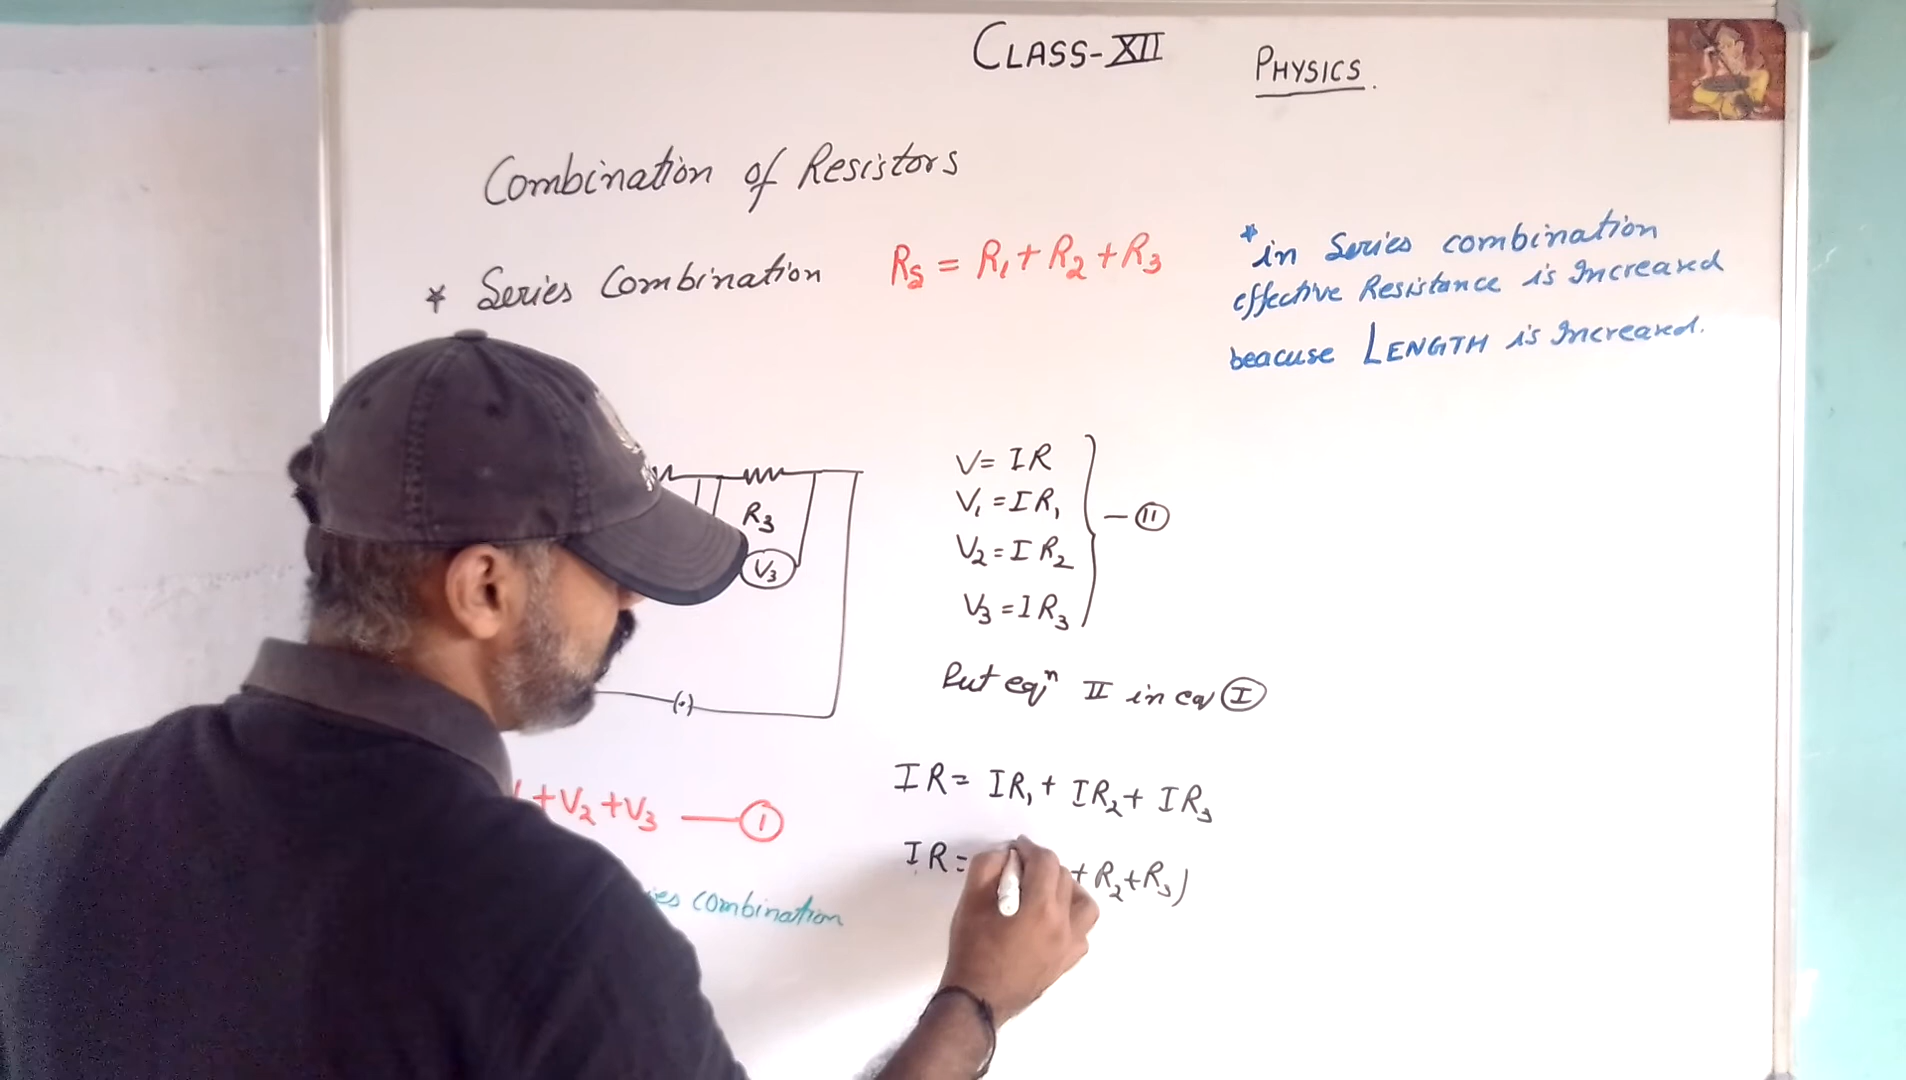 CLASS-XII
PHYSICS.
Combination of Resistors
* Series Combination
R_S = R₁ + R₂ + R₃
* in Series combination
effective Resistance is Increased
beacuse LENGTH is Increased.
R₃
V₃
V = IR
V₁ = IR₁
V₂ = I R₂
V₃ = I R₃
— (II)
Put eqⁿ II in eq (I)
+V₂ +V₃ — (1)
IR = IR₁ + IR₂ + IR₃
IR =
+ R₂ + R₃)
combination